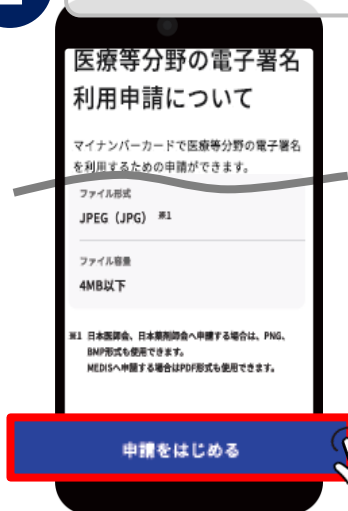 医療等分野の電子署名
利用申請について
マイナンバーカードで医療等分野の電子署名
を利用するための申請ができます。
ファイル形式
JPEG（JPG） ※1
ファイル容量
4MB以下
※1 日本医師会、日本薬剤師会へ申請する場合は、PNG、
BMP形式も使用できます。
MEDISへ申請する場合はPDF形式も使用できます。
申請をはじめる